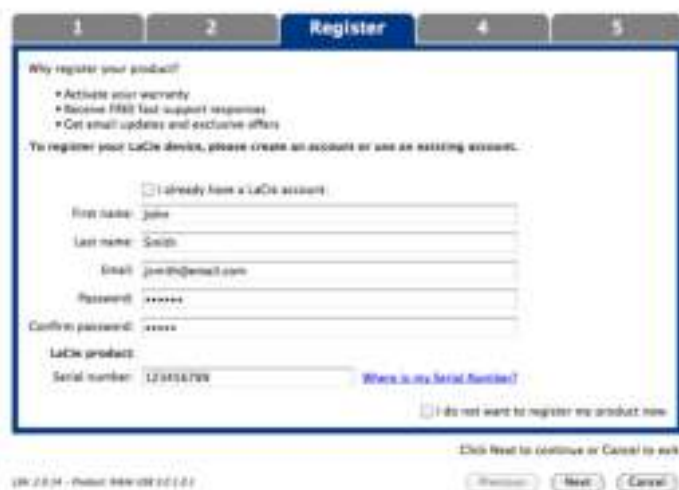 1 2 Register 4 5
Why register your product?
• Activate your warranty
• Receive FREE fast support responses
• Get email updates and exclusive offers
To register your LaCie device, please create an account or use an existing account.
I already have a LaCie account
First name: John
Last name: Smith
Email: jsmith@email.com
Password: ••••••
Confirm password: •••••
LaCie product
Serial number: 123456789 Where is my Serial Number?
I do not want to register my product now
Click Next to continue or Cancel to exit
Previous Next Cancel